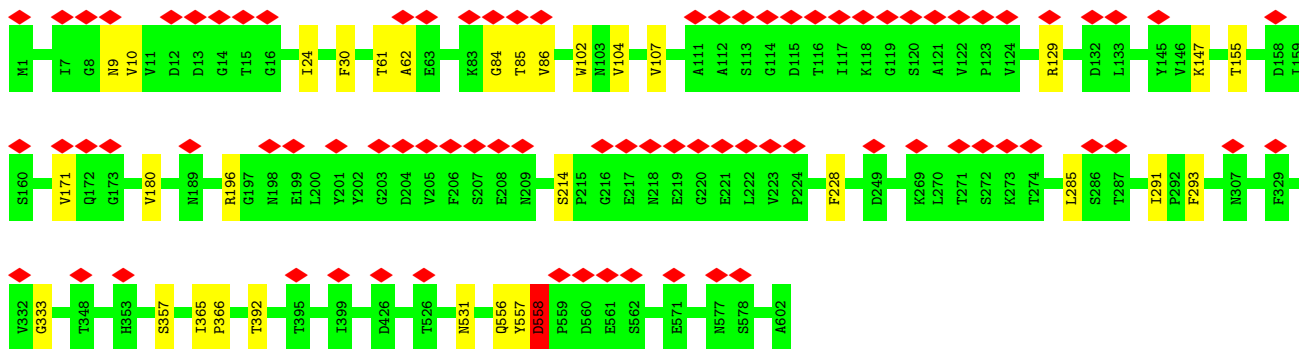 M1 I7 G8 N9 V10 V11 D12 D13 G14 T15 G16 I24 F30 T61 A62 E63 K83 G84 T85 V86 W102 N103 V104 V107 A111 A112 S113 G114 D115 T116 I117 K118 G119 S120 A121 V122 P123 V124 R129 D132 L133 Y145 V146 K147 T155 D158 I159
S160 V171 Q172 G173 V180 N189 R196 G197 N198 E199 L200 Y201 Y202 G203 D204 V205 F206 S207 E208 N209 S214 P215 G216 E217 N218 E219 G220 E221 L222 V223 P224 F228 D249 K269 L270 T271 S272 K273 T274 L285 S286 T287 I291 P292 F293 N307 F329
V332 G333 T348 H353 S357 I365 P366 T392 T395 I399 D426 T526 N531 Q556 Y557 D558 P559 D560 E561 S562 E571 N577 S578 A602